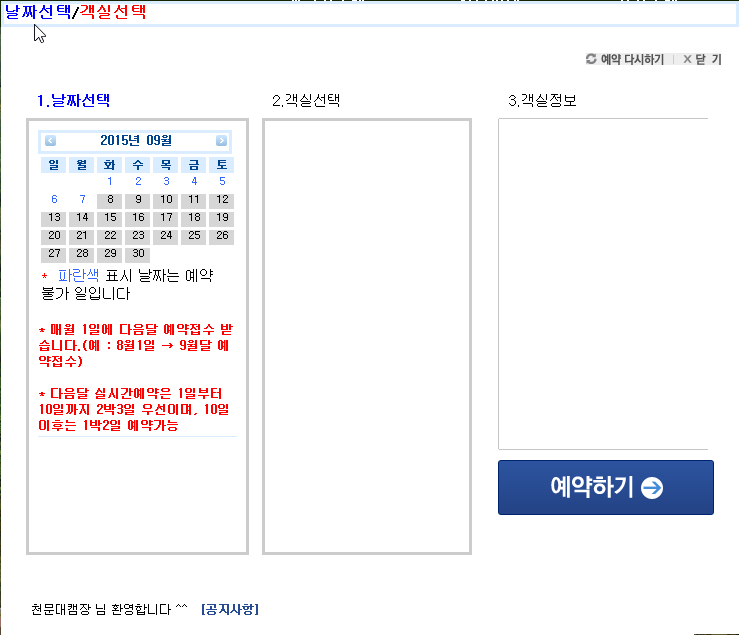 날짜선택/객실선택
예약 다시하기 | X 닫 기
1.날짜선택
2.객실선택
3.객실정보
2015년 09월
일 월 화 수 목 금 토
1 2 3 4 5
6 7 8 9 10 11 12
13 14 15 16 17 18 19
20 21 22 23 24 25 26
27 28 29 30
* 파란색 표시 날짜는 예약
불가 일입니다
* 매월 1일에 다음달 예약접수 받
습니다.(예 : 8월1일 → 9월달 예
약접수)
* 다음달 실시간예약은 1일부터
10일까지 2박3일 우선이며, 10일
이후는 1박2일 예약가능
예약하기
천문대캠장 님 환영합니다 ^^ [공지사항]